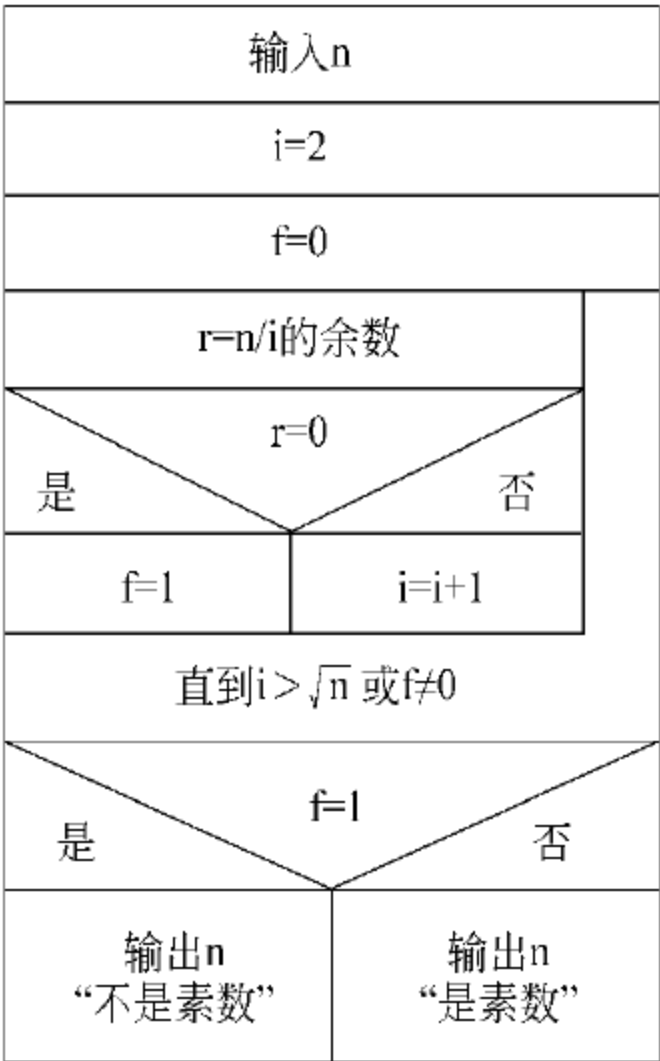 输入n
i=2
f=0
r=n/i的余数
r=0
是
否
f=1
i=i+1
直到i＞√n 或f≠0
f=1
是
否
输出n
“不是素数”
输出n
“是素数”